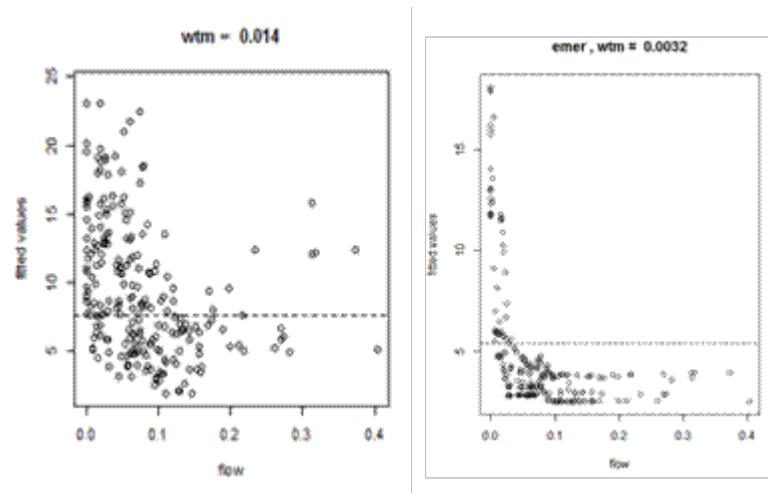 wtm = 0.014
25
20
15
10
5
fitted values
0.0 0.1 0.2 0.3 0.4
flow
emer , wtm = 0.0032
15
10
5
fitted values
0.0 0.1 0.2 0.3 0.4
flow